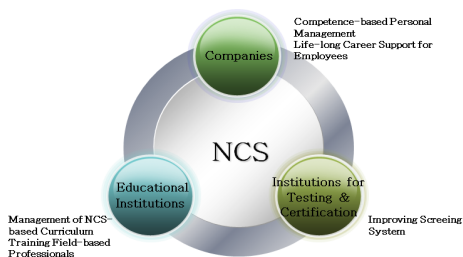 Companies
Competence-based Personal
Management
Life-long Career Support for
Employees
NCS
Educational
Institutions
Institutions for
Testing &
Certification
Management of NCS-
based Curriculum
Training Field-based
Professionals
Improving Screeing
System